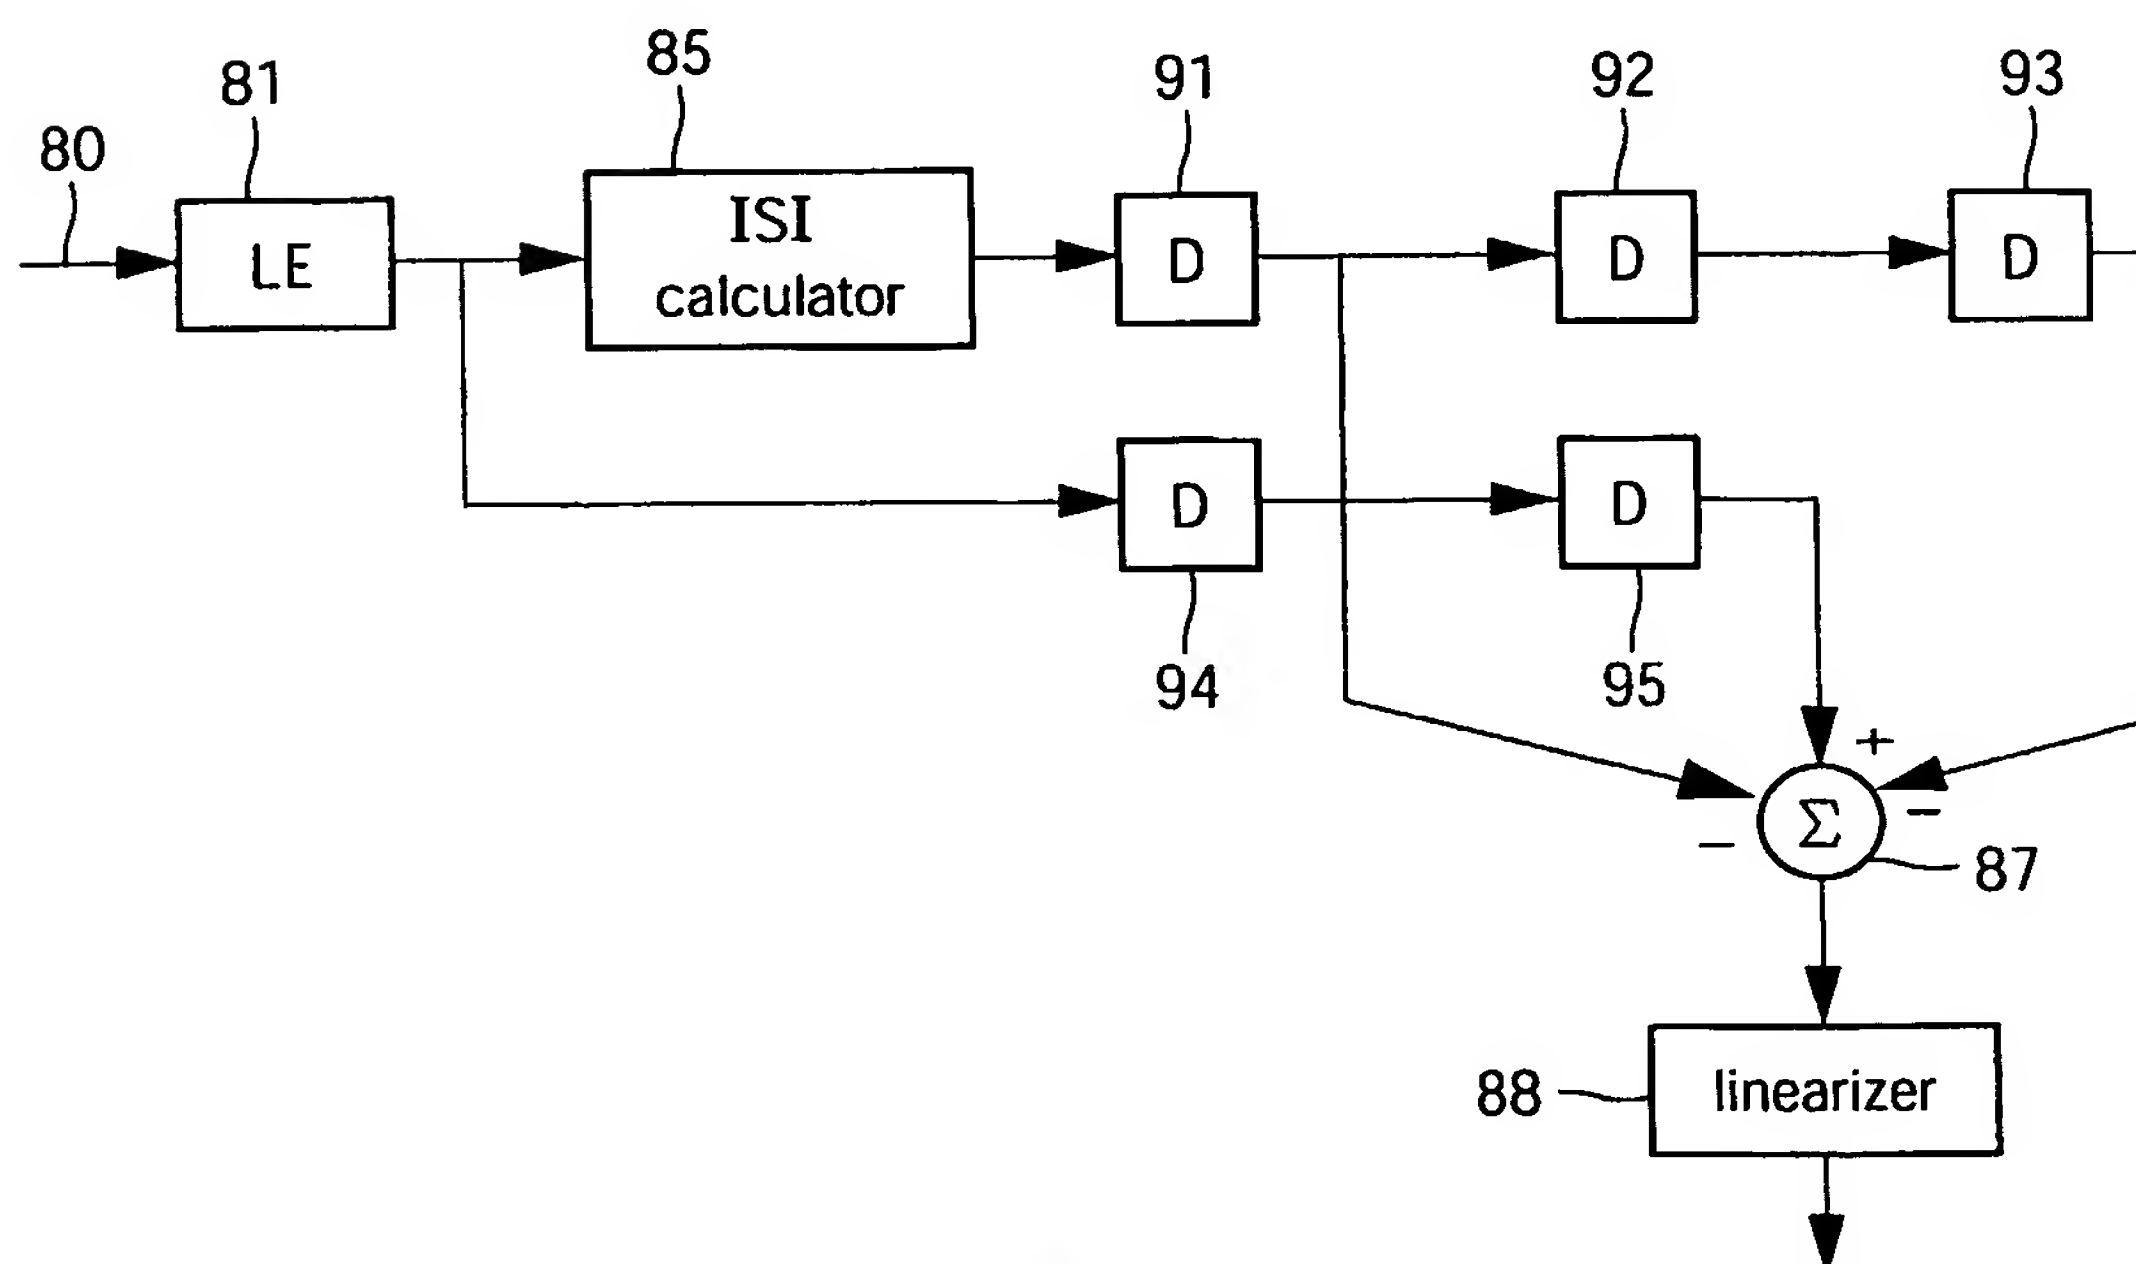 85
91
92
93
81
80
ISI
calculator
LE
D
D
D
D
D
94
95
+
Σ
−
−
87
88
linearizer